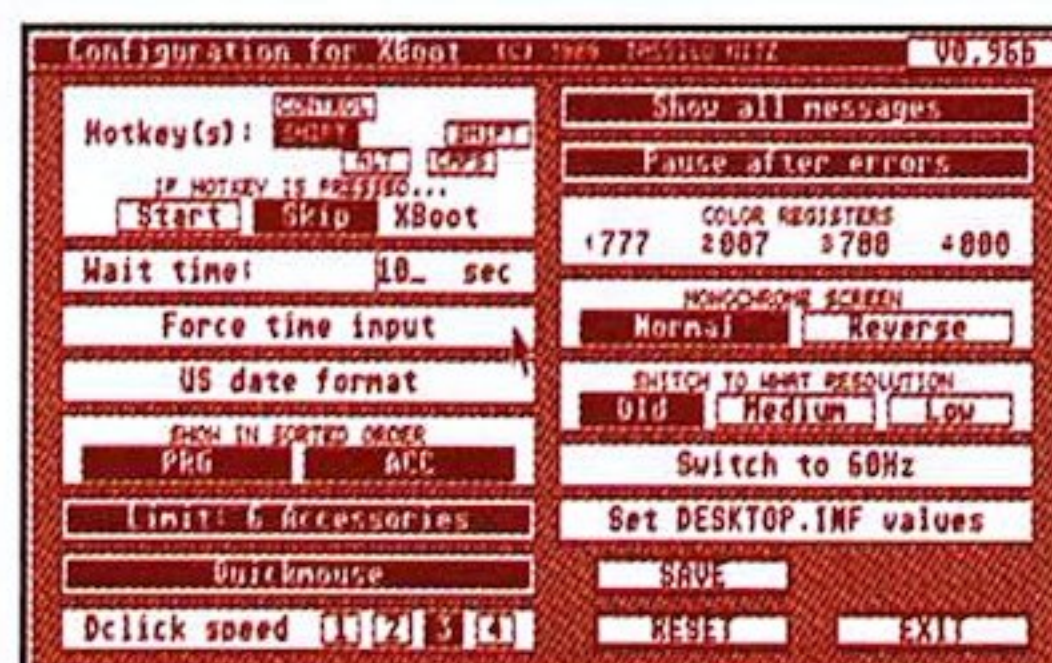 Configuration for XBoot (C) TASSILO NITZ V0.96b
CONTROL
Hotkey(s): SHIFT SHIFT
ALT CAPS
IF HOTKEY IS PRESSED...
Start Skip XBoot
Wait time: 10_ sec
Force time input
US date format
SHOW IN SORTED ORDER
PRG ACC
Limit: 6 Accessories
Quickmouse
Dclick speed 1 2 3 4
Show all messages
Pause after errors
COLOR REGISTERS
1777 2007 3700 4000
MONOCHROME SCREEN
Normal Reverse
SWITCH TO WHAT RESOLUTION
Old Medium Low
Switch to 60Hz
Set DESKTOP.INF values
SAVE
RESET EXIT